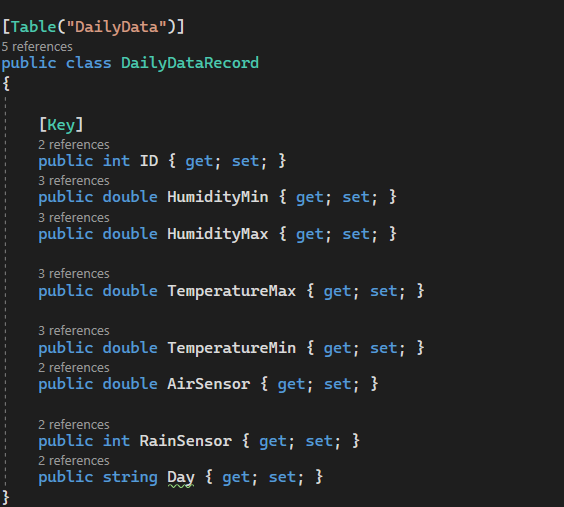 [Table("DailyData")]
5 references
public class DailyDataRecord
{
[Key]
2 references
public int ID { get; set; }
3 references
public double HumidityMin { get; set; }
3 references
public double HumidityMax { get; set; }
3 references
public double TemperatureMax { get; set; }
3 references
public double TemperatureMin { get; set; }
2 references
public double AirSensor { get; set; }
2 references
public int RainSensor { get; set; }
2 references
public string Day { get; set; }
}